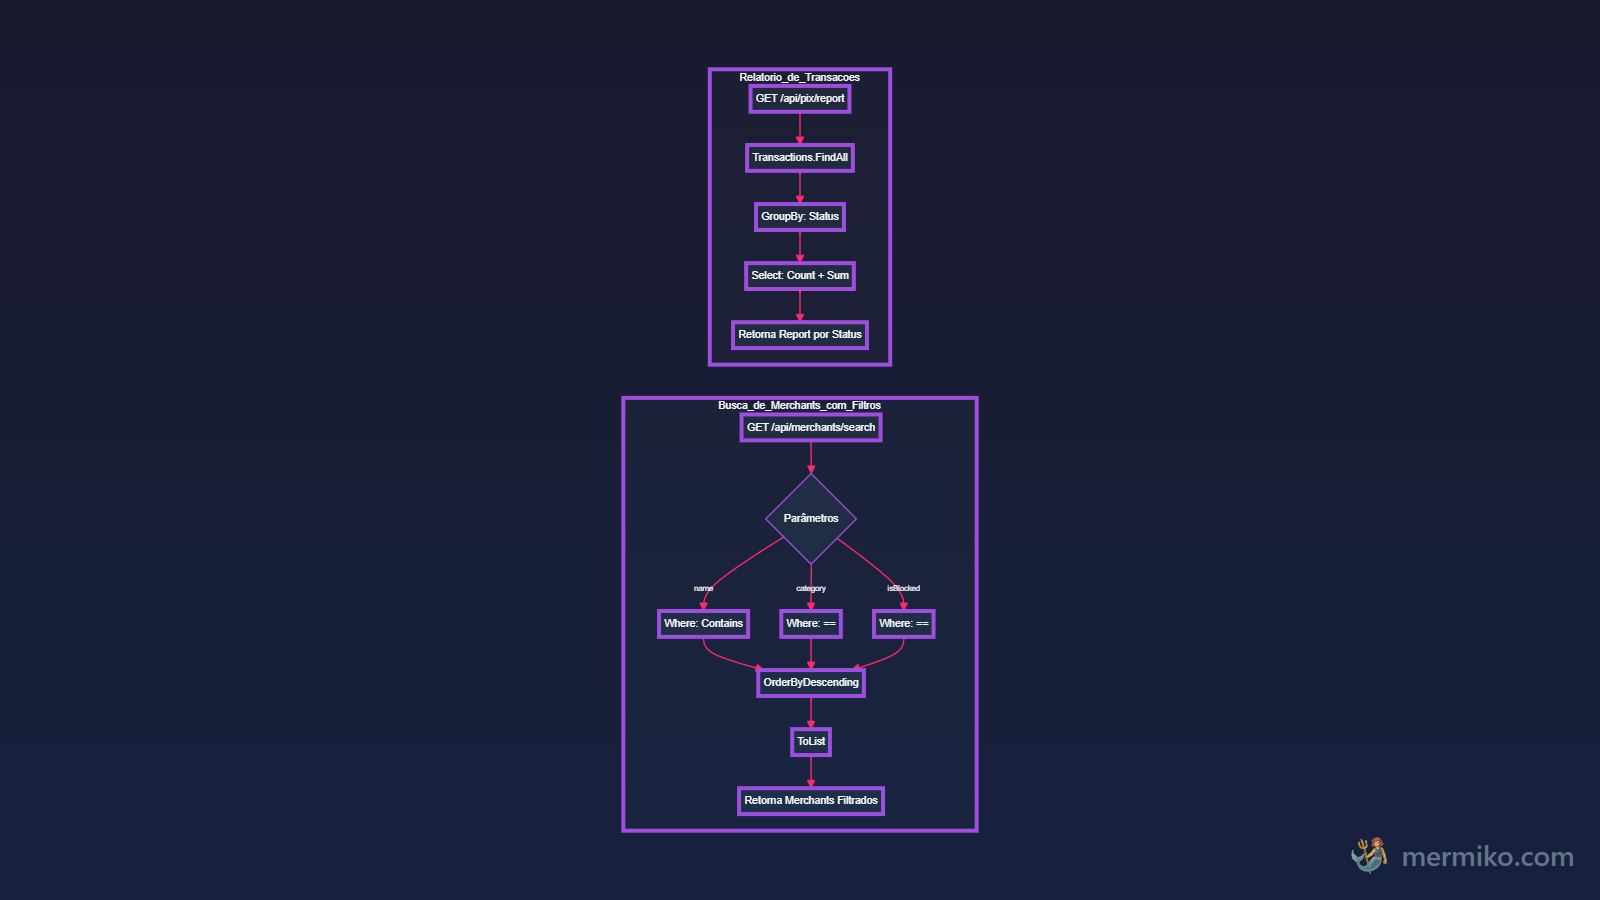 Relatorio_de_Transacoes
GET /api/pix/report
Transactions.FindAll
GroupBy: Status
Select: Count + Sum
Retorna Report por Status
Busca_de_Merchants_com_Filtros
GET /api/merchants/search
Parâmetros
name
category
isBlocked
Where: Contains
Where: ==
Where: ==
OrderByDescending
ToList
Retorna Merchants Filtrados
mermiko.com